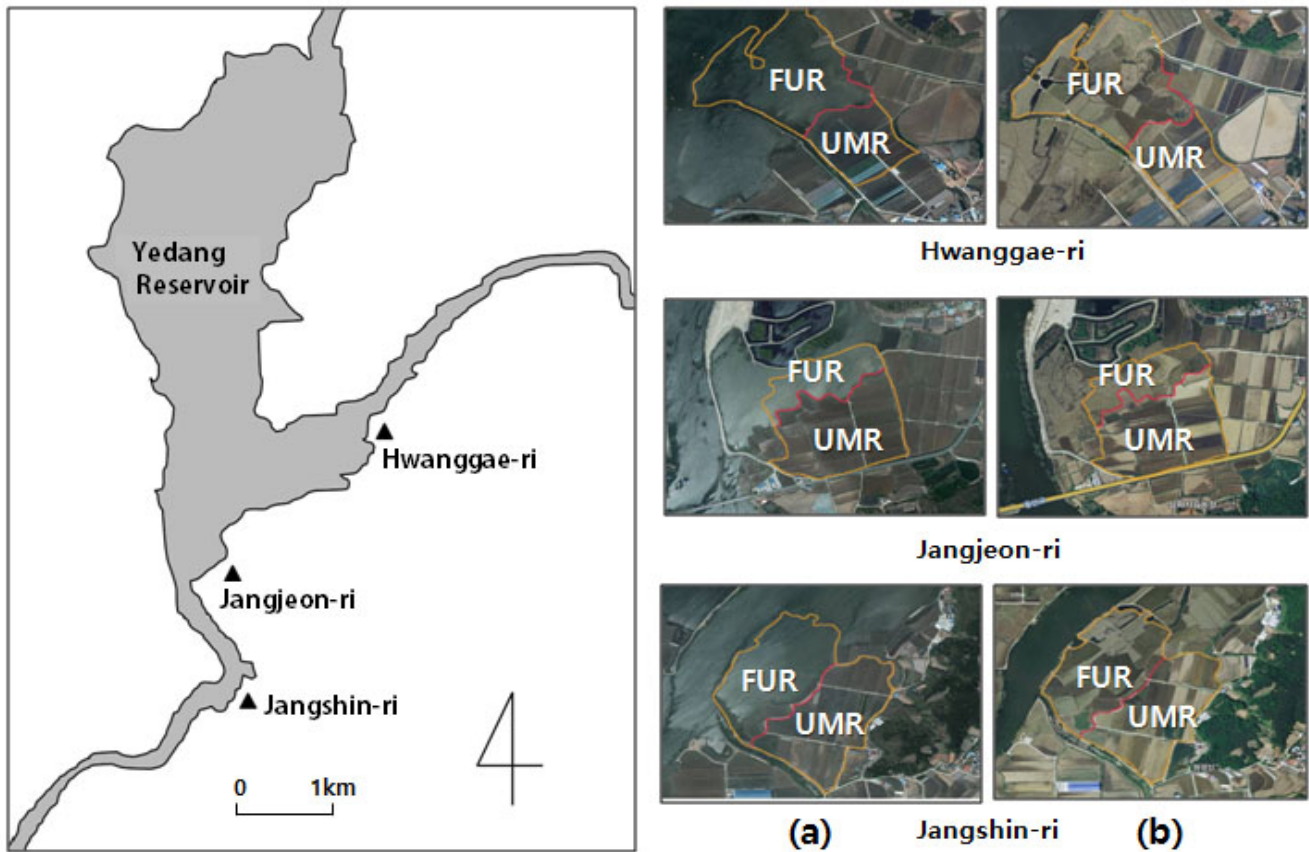 Yedang
Reservoir
Hwanggae-ri
Jangjeon-ri
Jangshin-ri
0 1km
FUR
UMR
FUR
UMR
Hwanggae-ri
FUR
UMR
FUR
UMR
Jangjeon-ri
FUR
UMR
FUR
UMR
(a) Jangshin-ri (b)